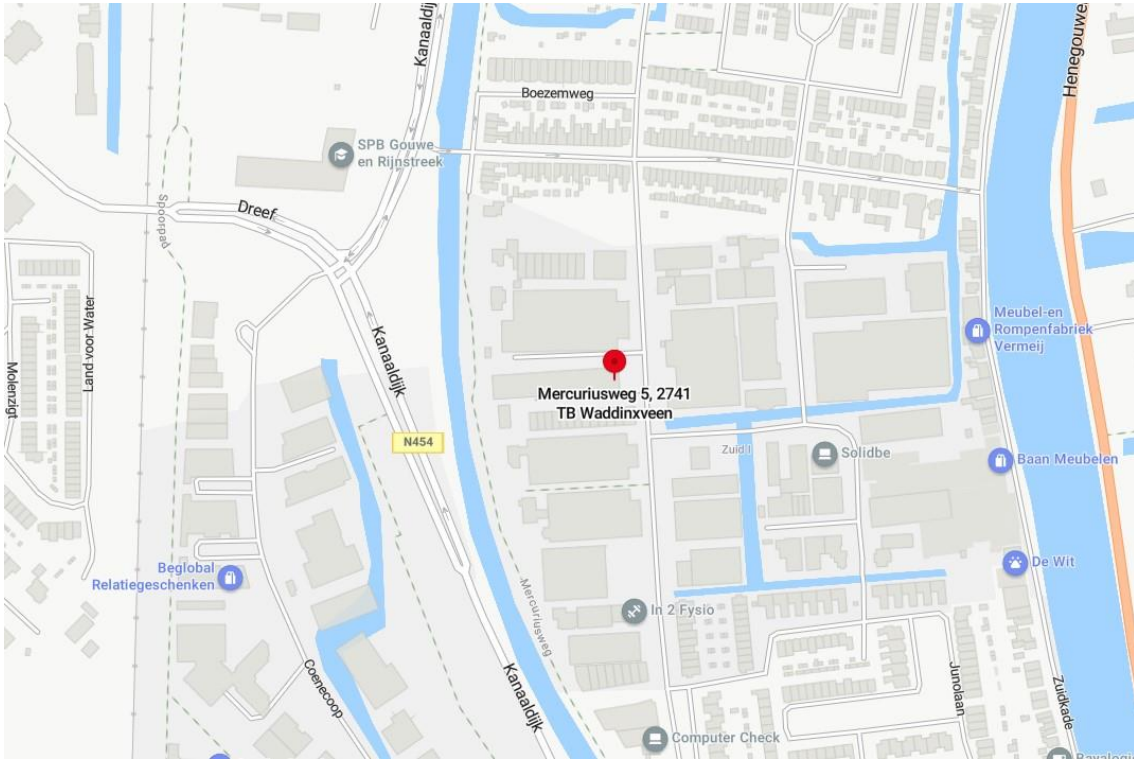 Kanaaldijk
Henegouwe
Boezemweg
SPB Gouwe
en Rijnstreek
Spoorpad
Dreef
Land voor Water
Molenzigt
Kanaaldijk
Meubel-en
Rompenfabriek
Vermeij
Mercuriusweg 5, 2741
TB Waddinxveen
N454
Zuid I
Solidbe
Baan Meubelen
Beglobal
Relatiegeschenken
De Wit
Mercuriusweg
In 2 Fysio
Coenecoop
Kanaaldijk
Junolaan
Zuidkade
Computer Check